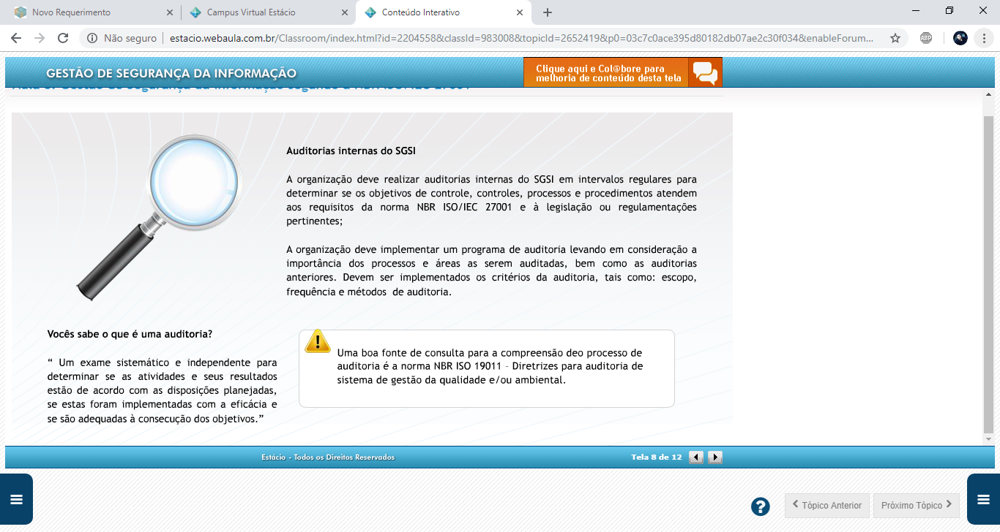 Novo Requerimento
Campus Virtual Estácio
Conteúdo Interativo
Não seguro
estacio.webaula.com.br/Classroom/index.html?id=2204558&classId=983008&topicId=2652419&p0=03c7c0ace395d80182db07ae2c30f034&enableForum...
ABP
GESTÃO DE SEGURANÇA DA INFORMAÇÃO
Clique aqui e Col@bore para
melhoria de conteúdo desta tela
Auditorias internas do SGSI
A organização deve realizar auditorias internas do SGSI em intervalos regulares para
determinar se os objetivos de controle, controles, processos e procedimentos atendem
aos requisitos da norma NBR ISO/IEC 27001 e à legislação ou regulamentações
pertinentes;
A organização deve implementar um programa de auditoria levando em consideração a
importância dos processos e áreas as serem auditadas, bem como as auditorias
anteriores. Devem ser implementados os critérios da auditoria, tais como: escopo,
frequência e métodos de auditoria.
Vocês sabe o que é uma auditoria?
“ Um exame sistemático e independente para
determinar se as atividades e seus resultados
estão de acordo com as disposições planejadas,
se estas foram implementadas com a eficácia e
se são adequadas à consecução dos objetivos.”
Uma boa fonte de consulta para a compreensão deo processo de
auditoria é a norma NBR ISO 19011 – Diretrizes para auditoria de
sistema de gestão da qualidade e/ou ambiental.
Estácio - Todos os Direitos Reservados
Tela 8 de 12
?
Tópico Anterior
Próximo Tópico